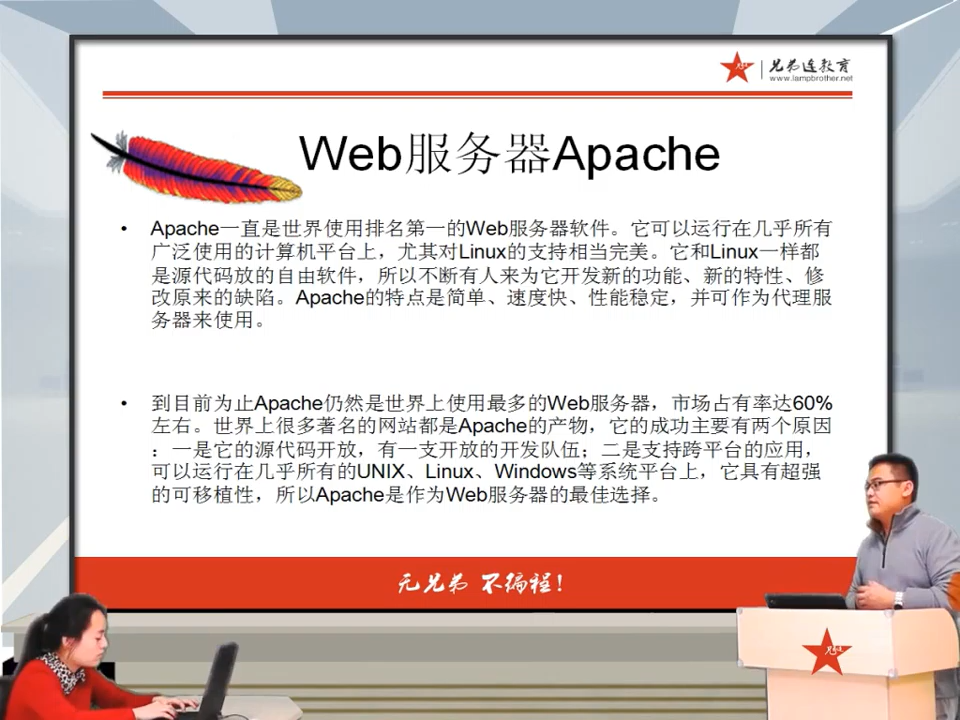 兄弟连教育
www.lampbrother.net
Web服务器Apache
• Apache一直是世界使用排名第一的Web服务器软件。它可以运行在几乎所有
广泛使用的计算机平台上，尤其对Linux的支持相当完美。它和Linux一样都
是源代码放的自由软件，所以不断有人来为它开发新的功能、新的特性、修
改原来的缺陷。Apache的特点是简单、速度快、性能稳定，并可作为代理服
务器来使用。
• 到目前为止Apache仍然是世界上使用最多的Web服务器，市场占有率达60%
左右。世界上很多著名的网站都是Apache的产物，它的成功主要有两个原因
：一是它的源代码开放，有一支开放的开发队伍；二是支持跨平台的应用，
可以运行在几乎所有的UNIX、Linux、Windows等系统平台上，它具有超强
的可移植性，所以Apache是作为Web服务器的最佳选择。
无兄弟 不编程！